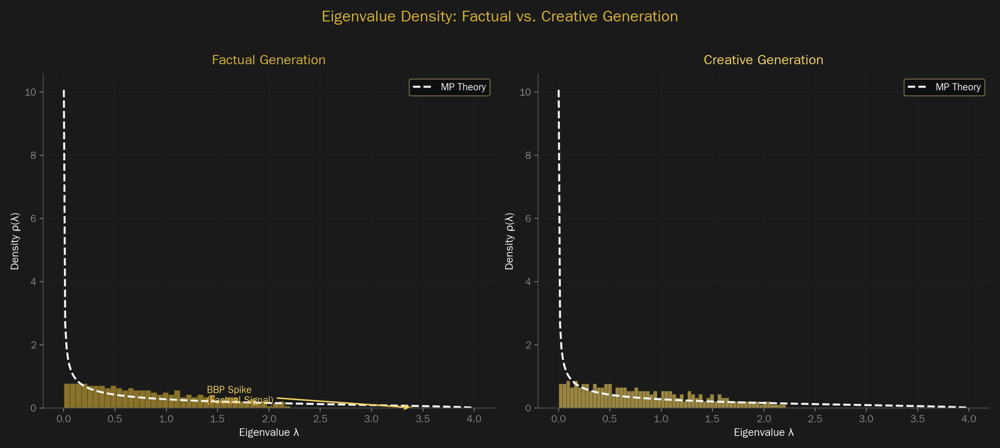 Eigenvalue Density: Factual vs. Creative Generation
Factual Generation
MP Theory
10
8
6
4
2
0
Density ρ(λ)
BBP Spike
(Factual Signal)
0.0 0.5 1.0 1.5 2.0 2.5 3.0 3.5 4.0
Eigenvalue λ
Creative Generation
MP Theory
10
8
6
4
2
0
Density ρ(λ)
0.0 0.5 1.0 1.5 2.0 2.5 3.0 3.5 4.0
Eigenvalue λ